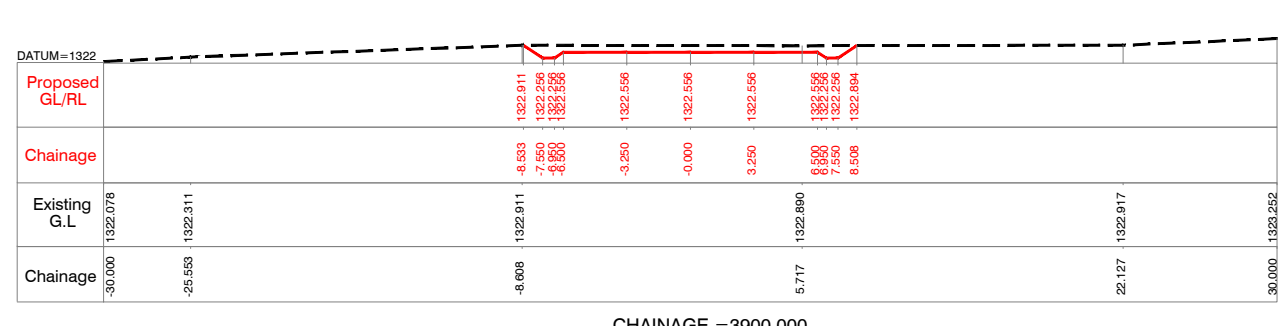 DATUM=1322
Proposed
GL/RL
1322.911 1322.256 1322.256 1322.556 1322.556 1322.556 1322.556 1322.556 1322.256 1322.256 1322.894
Chainage
-8.533 -7.550 -6.950 -6.500 -3.250 -0.000 3.250 6.500 6.950 7.550 8.508
Existing
G.L
1322.078 1322.311 1322.911 1322.890 1322.917 1323.252
Chainage
-30.000 -25.553 -8.608 5.717 22.127 30.000
CHAINAGE =3900.000